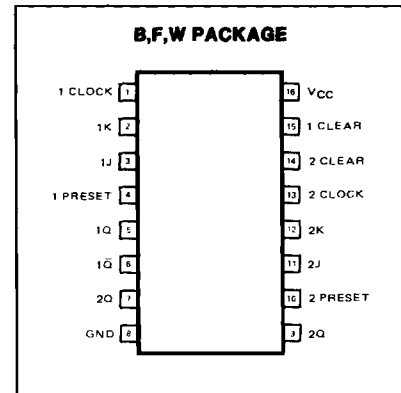 B,F,W PACKAGE
1 CLOCK 1 16 VCC
1K 2 15 1 CLEAR
1J 3 14 2 CLEAR
1 PRESET 4 13 2 CLOCK
1Q 5 12 2K
1Q̄ 6 11 2J
2Q 7 10 2 PRESET
GND 8 9 2Q